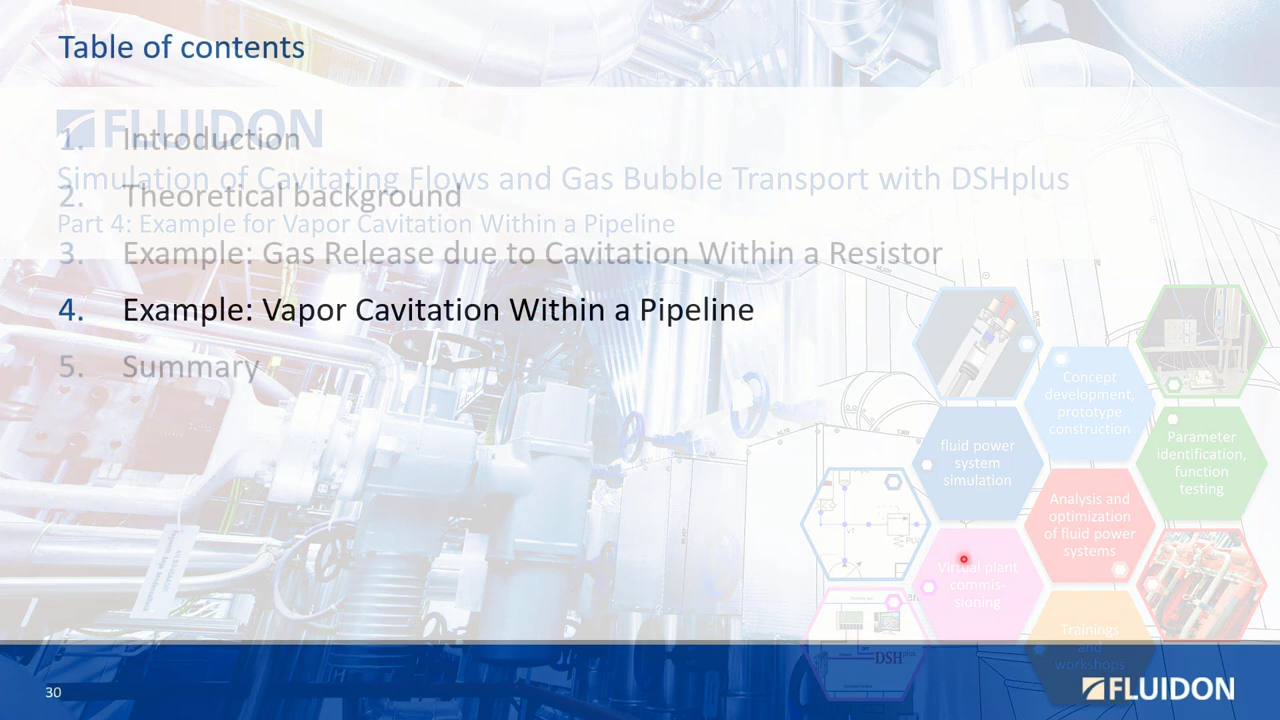 Table of contents
FLUIDON
1. Introduction
Simulation of Cavitating Flows and Gas Bubble Transport with DSHplus
2. Theoretical background
Part 4: Example for Vapor Cavitation Within a Pipeline
3. Example: Gas Release due to Cavitation Within a Resistor
4. Example: Vapor Cavitation Within a Pipeline
5. Summary
Concept
development,
prototype
construction
fluid power
system
simulation
Parameter
identification,
function
testing
Analysis and
optimization
of fluid power
systems
Virtual plant
commis-
sioning
Trainings
and
workshops
DSHplus
30
FLUIDON